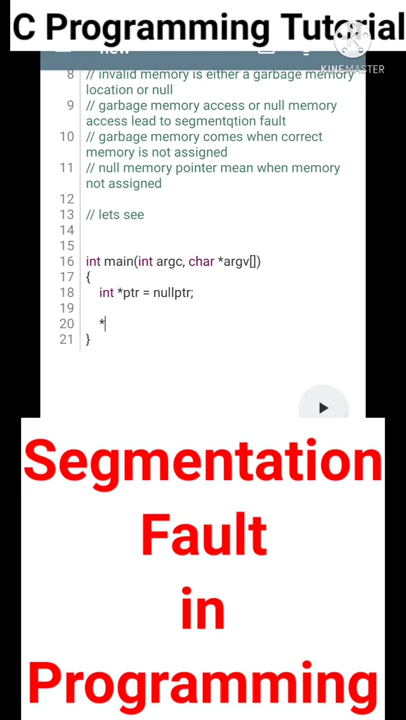 C Programming Tutorial
KINEMASTER
8 // invalid memory is either a garbage memory
location or null
9 // garbage memory access or null memory
access lead to segmentqtion fault
10 // garbage memory comes when correct
memory is not assigned
11 // null memory pointer mean when memory
not assigned
12
13 // lets see
14
15
16 int main(int argc, char *argv[])
17 {
18 int *ptr = nullptr;
19
20 *
21 }
Segmentation
Fault
in
Programming